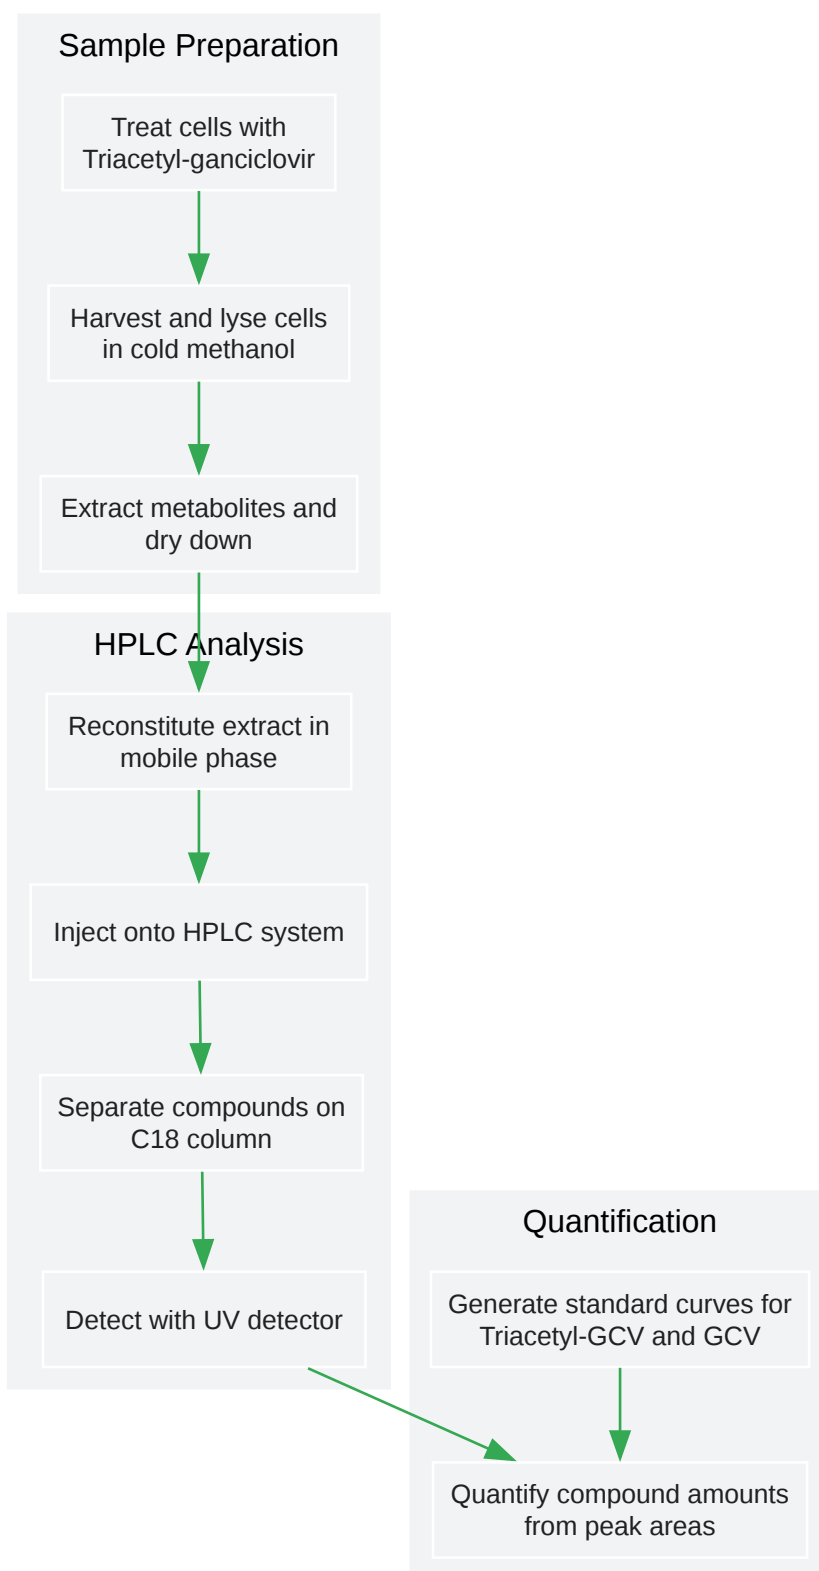 Sample Preparation
Treat cells with
Triacetyl-ganciclovir
Harvest and lyse cells
in cold methanol
Extract metabolites and
dry down
HPLC Analysis
Reconstitute extract in
mobile phase
Inject onto HPLC system
Separate compounds on
C18 column
Detect with UV detector
Quantification
Generate standard curves for
Triacetyl-GCV and GCV
Quantify compound amounts
from peak areas